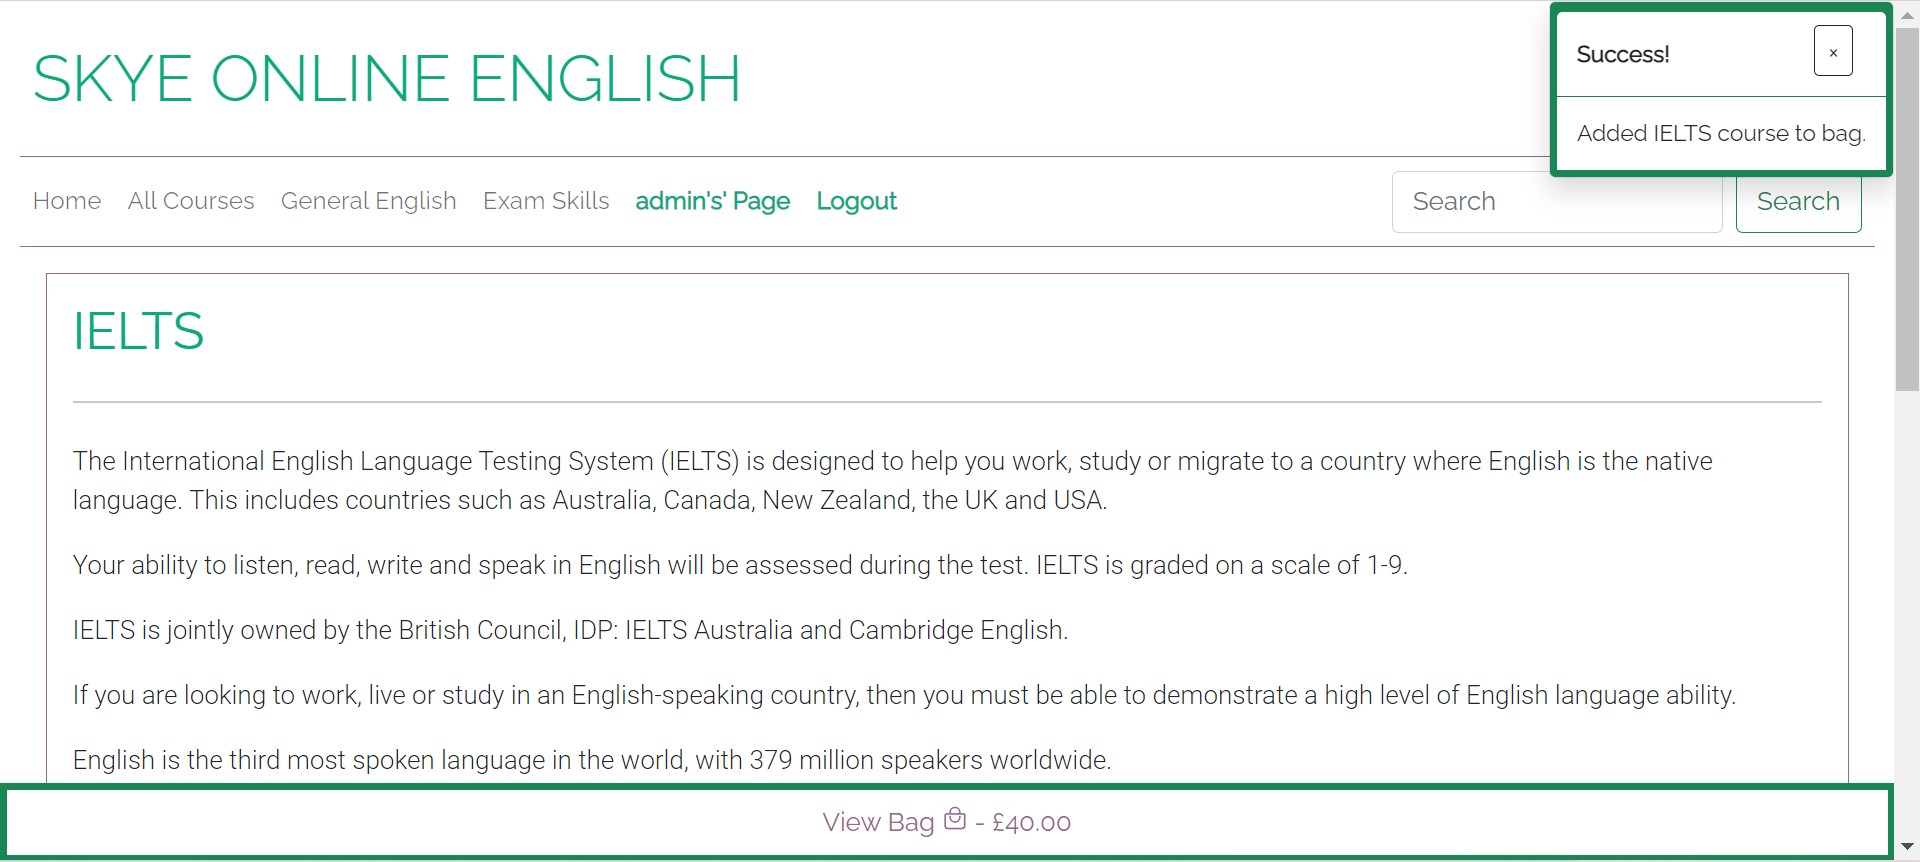 SKYE ONLINE ENGLISH
Success!
×
Added IELTS course to bag.
Home All Courses General English Exam Skills admin's' Page Logout Search Search
IELTS
The International English Language Testing System (IELTS) is designed to help you work, study or migrate to a country where English is the native
language. This includes countries such as Australia, Canada, New Zealand, the UK and USA.
Your ability to listen, read, write and speak in English will be assessed during the test. IELTS is graded on a scale of 1-9.
IELTS is jointly owned by the British Council, IDP: IELTS Australia and Cambridge English.
If you are looking to work, live or study in an English-speaking country, then you must be able to demonstrate a high level of English language ability.
English is the third most spoken language in the world, with 379 million speakers worldwide.
View Bag - £40.00